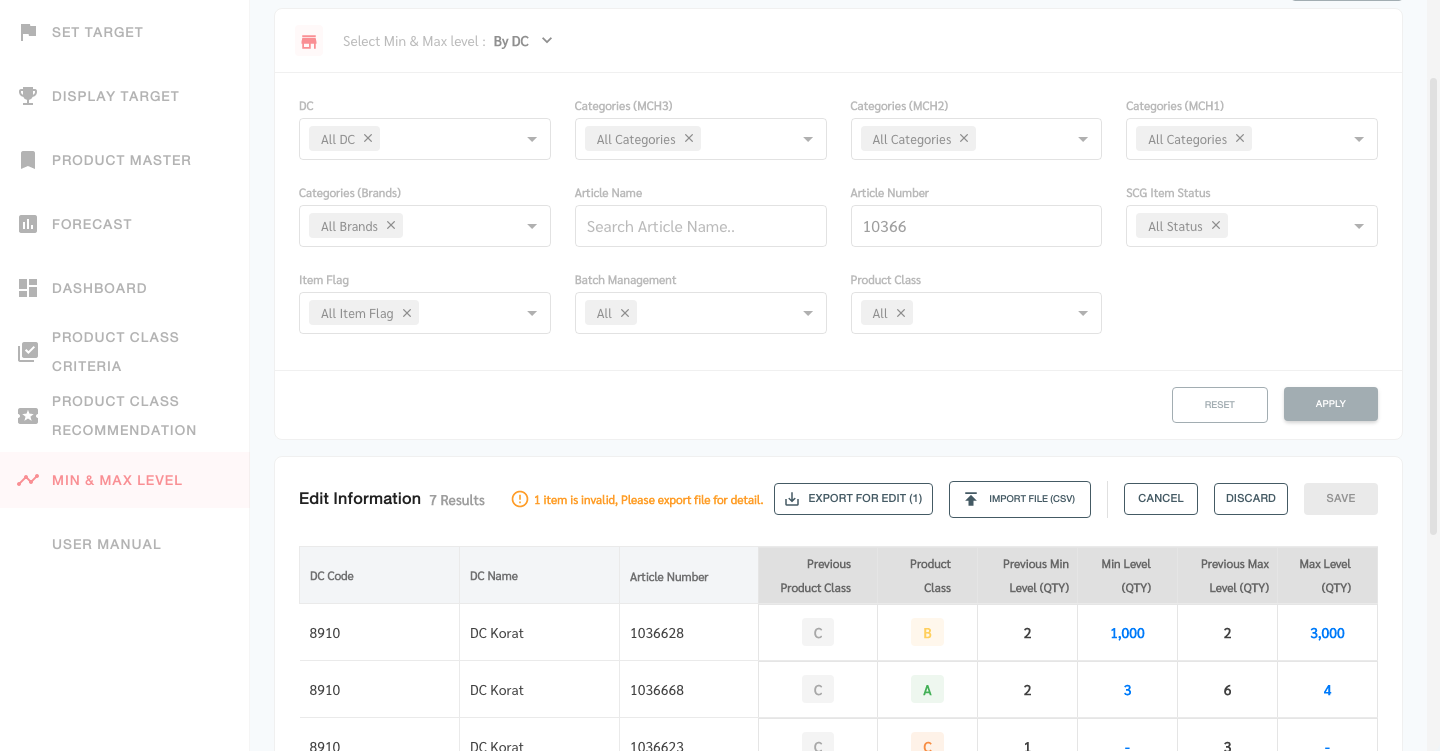 SET TARGET
DISPLAY TARGET
PRODUCT MASTER
FORECAST
DASHBOARD
PRODUCT CLASS
CRITERIA
PRODUCT CLASS
RECOMMENDATION
MIN & MAX LEVEL
USER MANUAL
Select Min & Max level : By DC
DC Categories (MCH3) Categories (MCH2) Categories (MCH1)
All DC All Categories All Categories All Categories
Categories (Brands) Article Name Article Number SCG Item Status
All Brands Search Article Name.. 10366 All Status
Item Flag Batch Management Product Class
All Item Flag All All
RESET APPLY
Edit Information 7 Results 1 item is invalid, Please export file for detail. EXPORT FOR EDIT (1) IMPORT FILE (CSV) CANCEL DISCARD SAVE
DC Code DC Name Article Number Previous Product Class Product Class Previous Min Level (QTY) Min Level (QTY) Previous Max Level (QTY) Max Level (QTY)
8910 DC Korat 1036628 C B 2 1,000 2 3,000
8910 DC Korat 1036668 C A 2 3 6 4
8910 DC Korat 1036623 C C 1 - 3 -